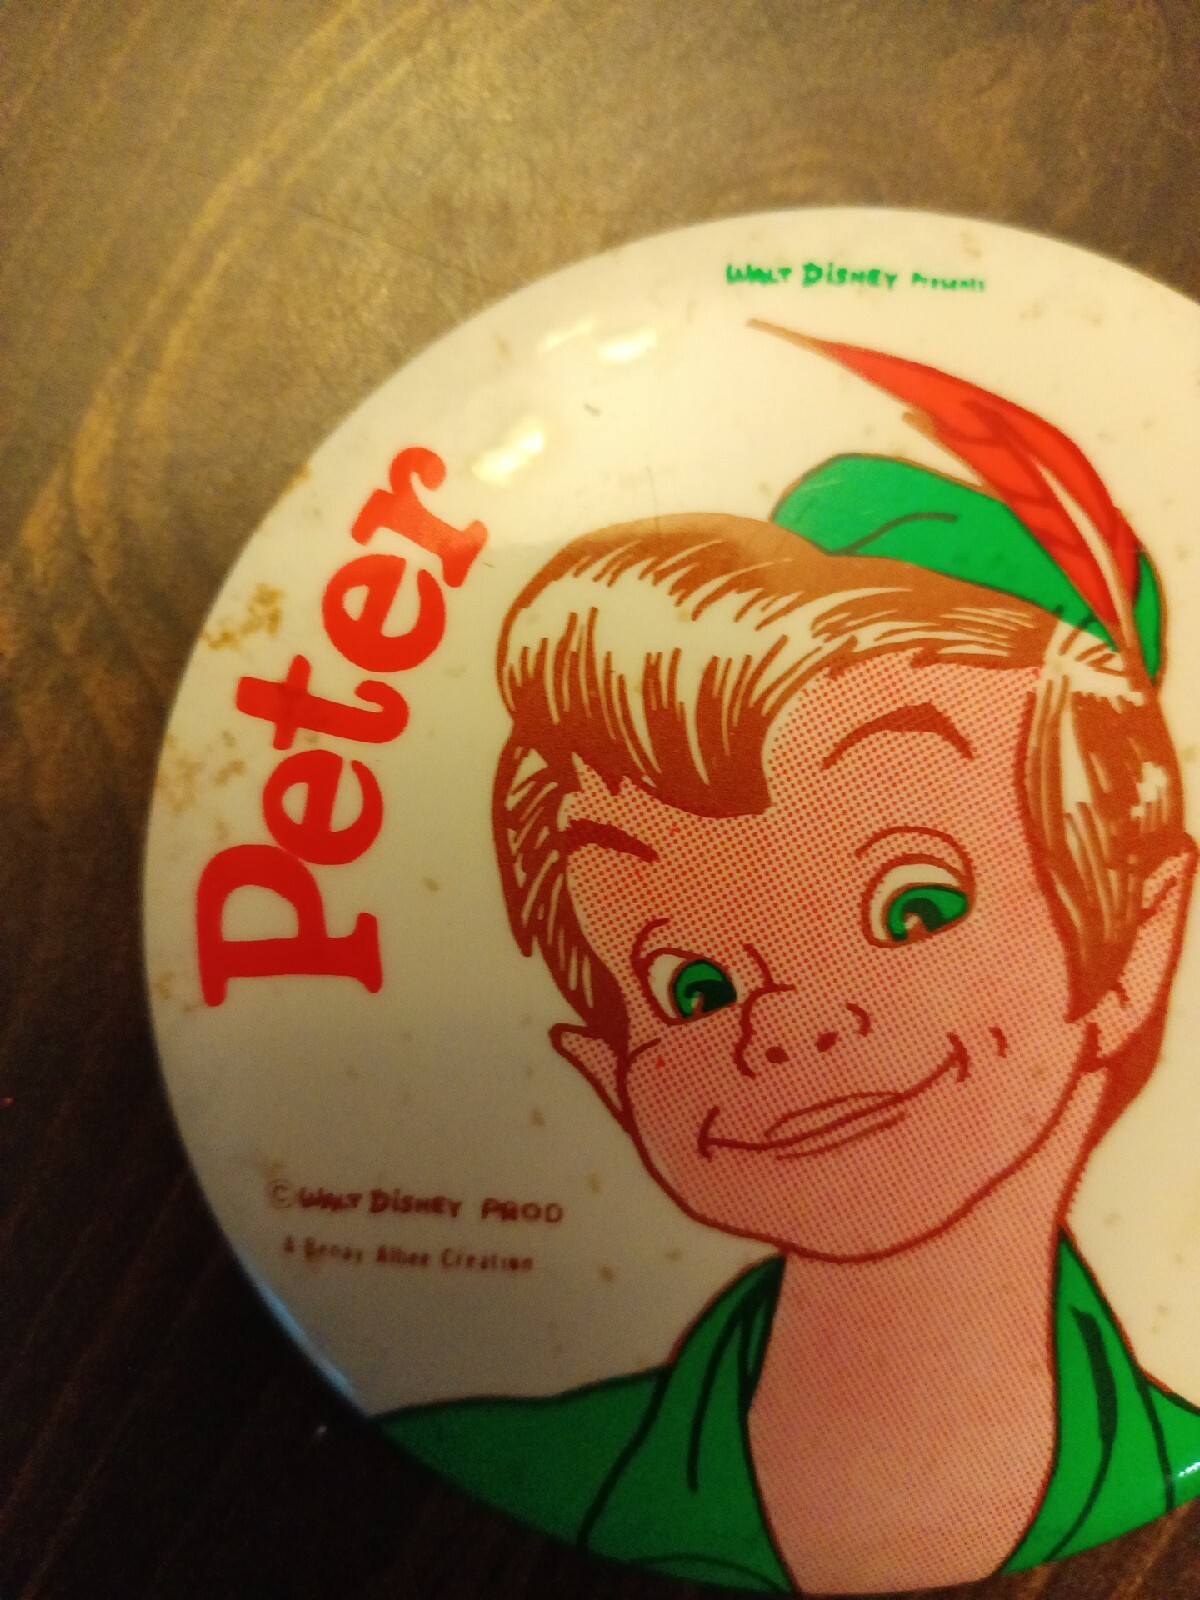 WALT DiSNEY Presents
Peter
© WALT DiSNEY PROD
A Benay Albee Creation